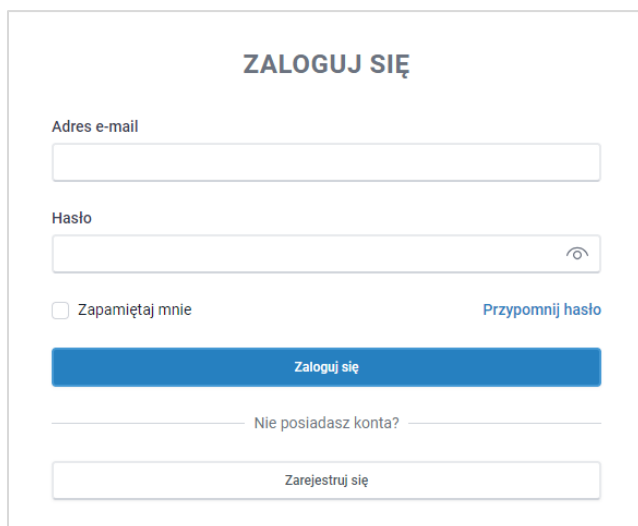 ZALOGUJ SIĘ
Adres e-mail
Hasło
Zapamiętaj mnie Przypomnij hasło
Zaloguj się
Nie posiadasz konta?
Zarejestruj się